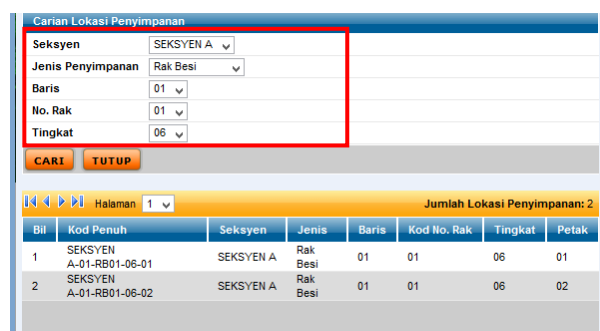 Carian Lokasi Penyimpanan
Seksyen SEKSYEN A
Jenis Penyimpanan Rak Besi
Baris 01
No. Rak 01
Tingkat 06
CARI TUTUP
Halaman 1 Jumlah Lokasi Penyimpanan: 2
Bil Kod Penuh Seksyen Jenis Baris Kod No. Rak Tingkat Petak
1 SEKSYEN A-01-RB01-06-01 SEKSYEN A Rak Besi 01 01 06 01
2 SEKSYEN A-01-RB01-06-02 SEKSYEN A Rak Besi 01 01 06 02